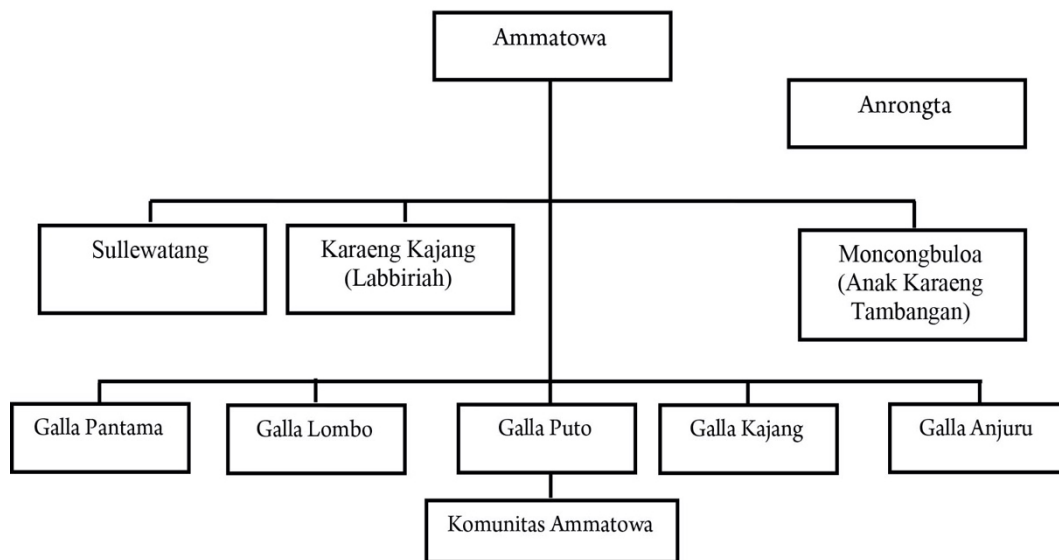 Ammatowa
Anrongta
Sullewatang
Karaeng Kajang
(Labbiriah)
Moncongbuloa
(Anak Karaeng
Tambangan)
Galla Pantama
Galla Lombo
Galla Puto
Galla Kajang
Galla Anjuru
Komunitas Ammatowa